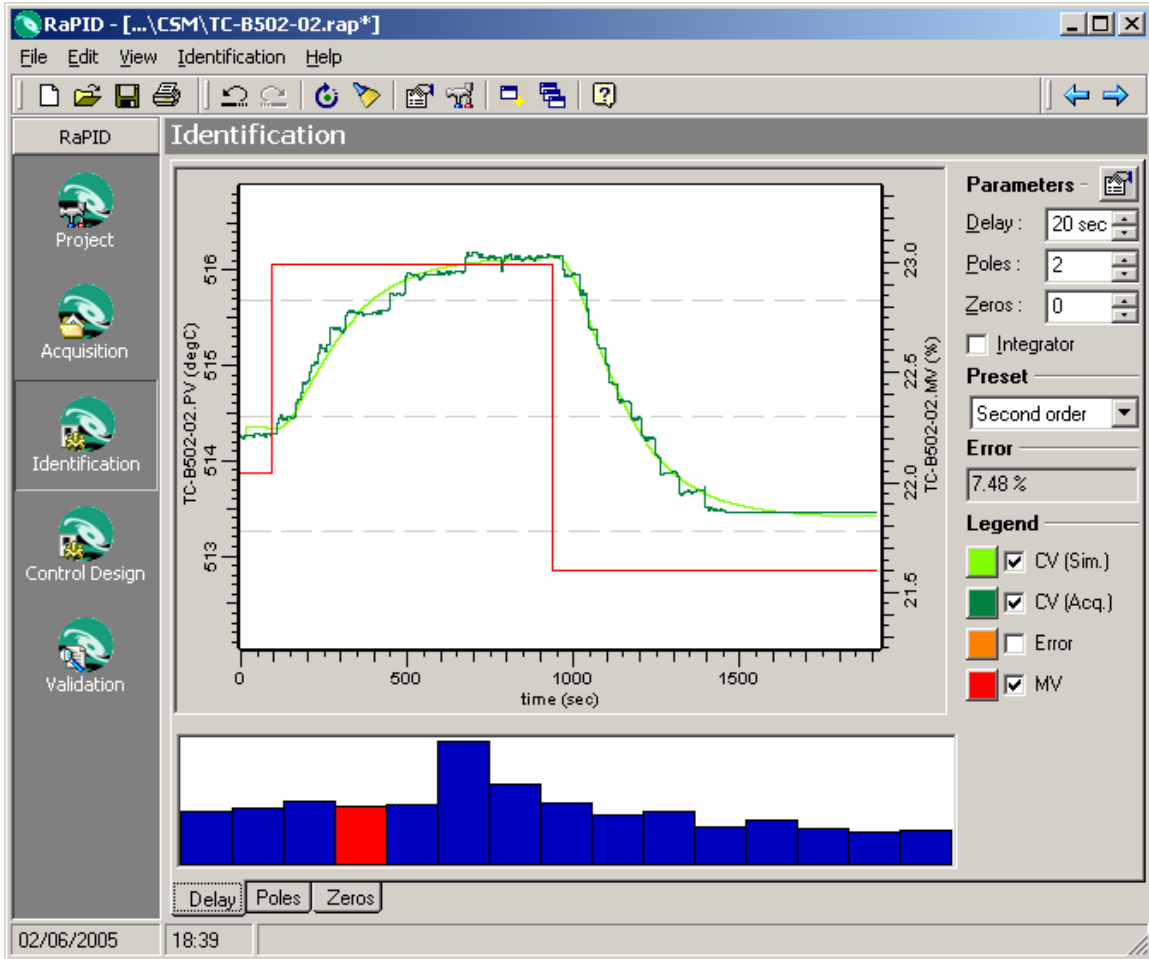 RaPID - [...\CSM\TC-B502-02.rap*]
File Edit View Identification Help
RaPID
Identification
Project
Acquisition
Identification
Control Design
Validation
TC-B502-02.PV (degC)
516
515
514
513
TC-B502-02.MV (%)
23.0
22.5
22.0
21.5
0 500 1000 1500
time (sec)
Parameters
Delay : 20 sec
Poles : 2
Zeros : 0
Integrator
Preset
Second order
Error
7.48 %
Legend
CV (Sim.)
CV (Acq.)
Error
MV
Delay Poles Zeros
02/06/2005 18:39